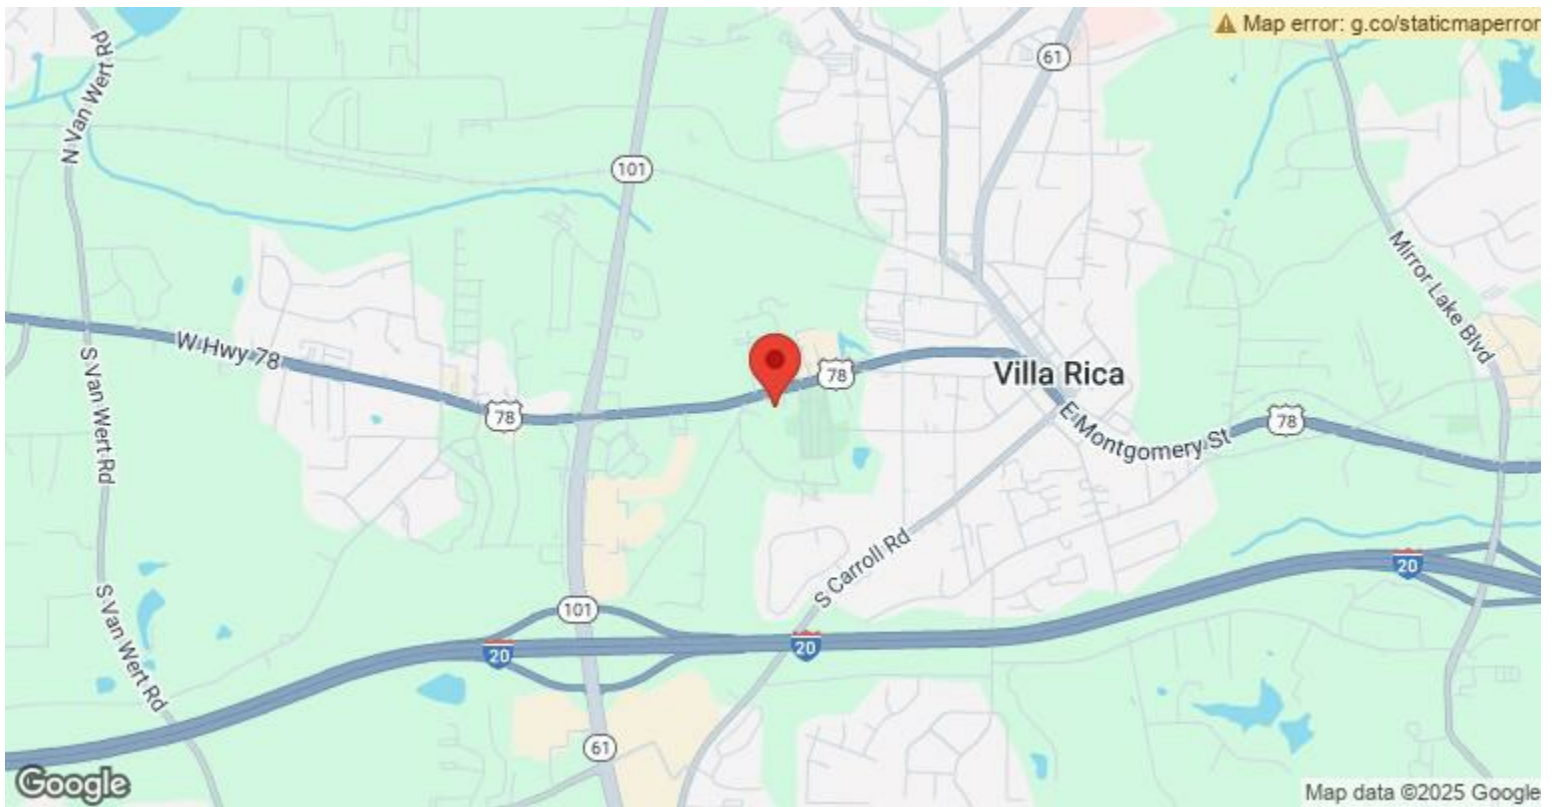 Map error: g.co/staticmaperror
N Van Wert Rd
61
101
Mirror Lake Blvd
W Hwy 78
S Van Wert Rd
78
Villa Rica
78
E Montgomery St
78
S Carroll Rd
20
S Van Wert Rd
101
20
20
61
Google
Map data ©2025 Google